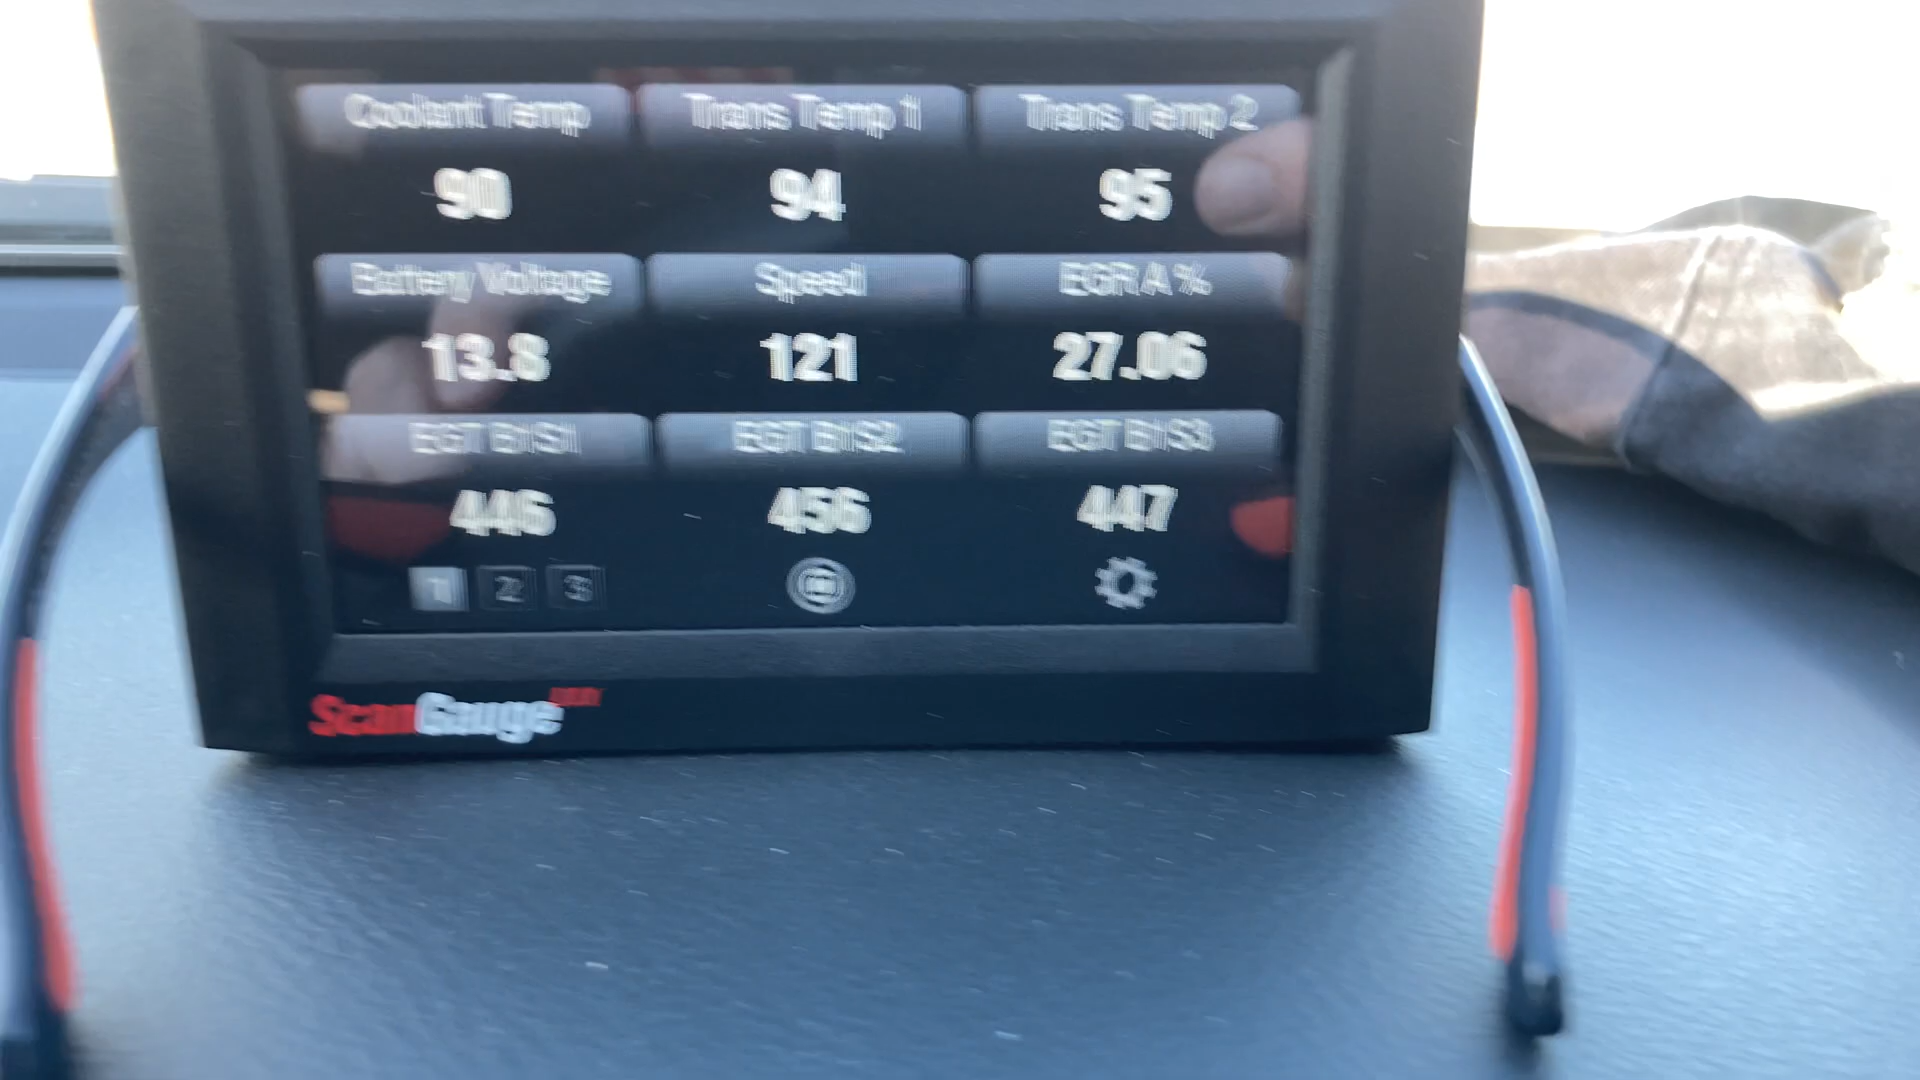 Coolant Temp Trans Temp 1 Trans Temp 2
90 94 95
Battery Voltage Speed EGR A %
13.8 121 27.06
EGT B1S1 EGT B1S2 EGT B1S3
446 456 447
1 2 3
ScanGauge